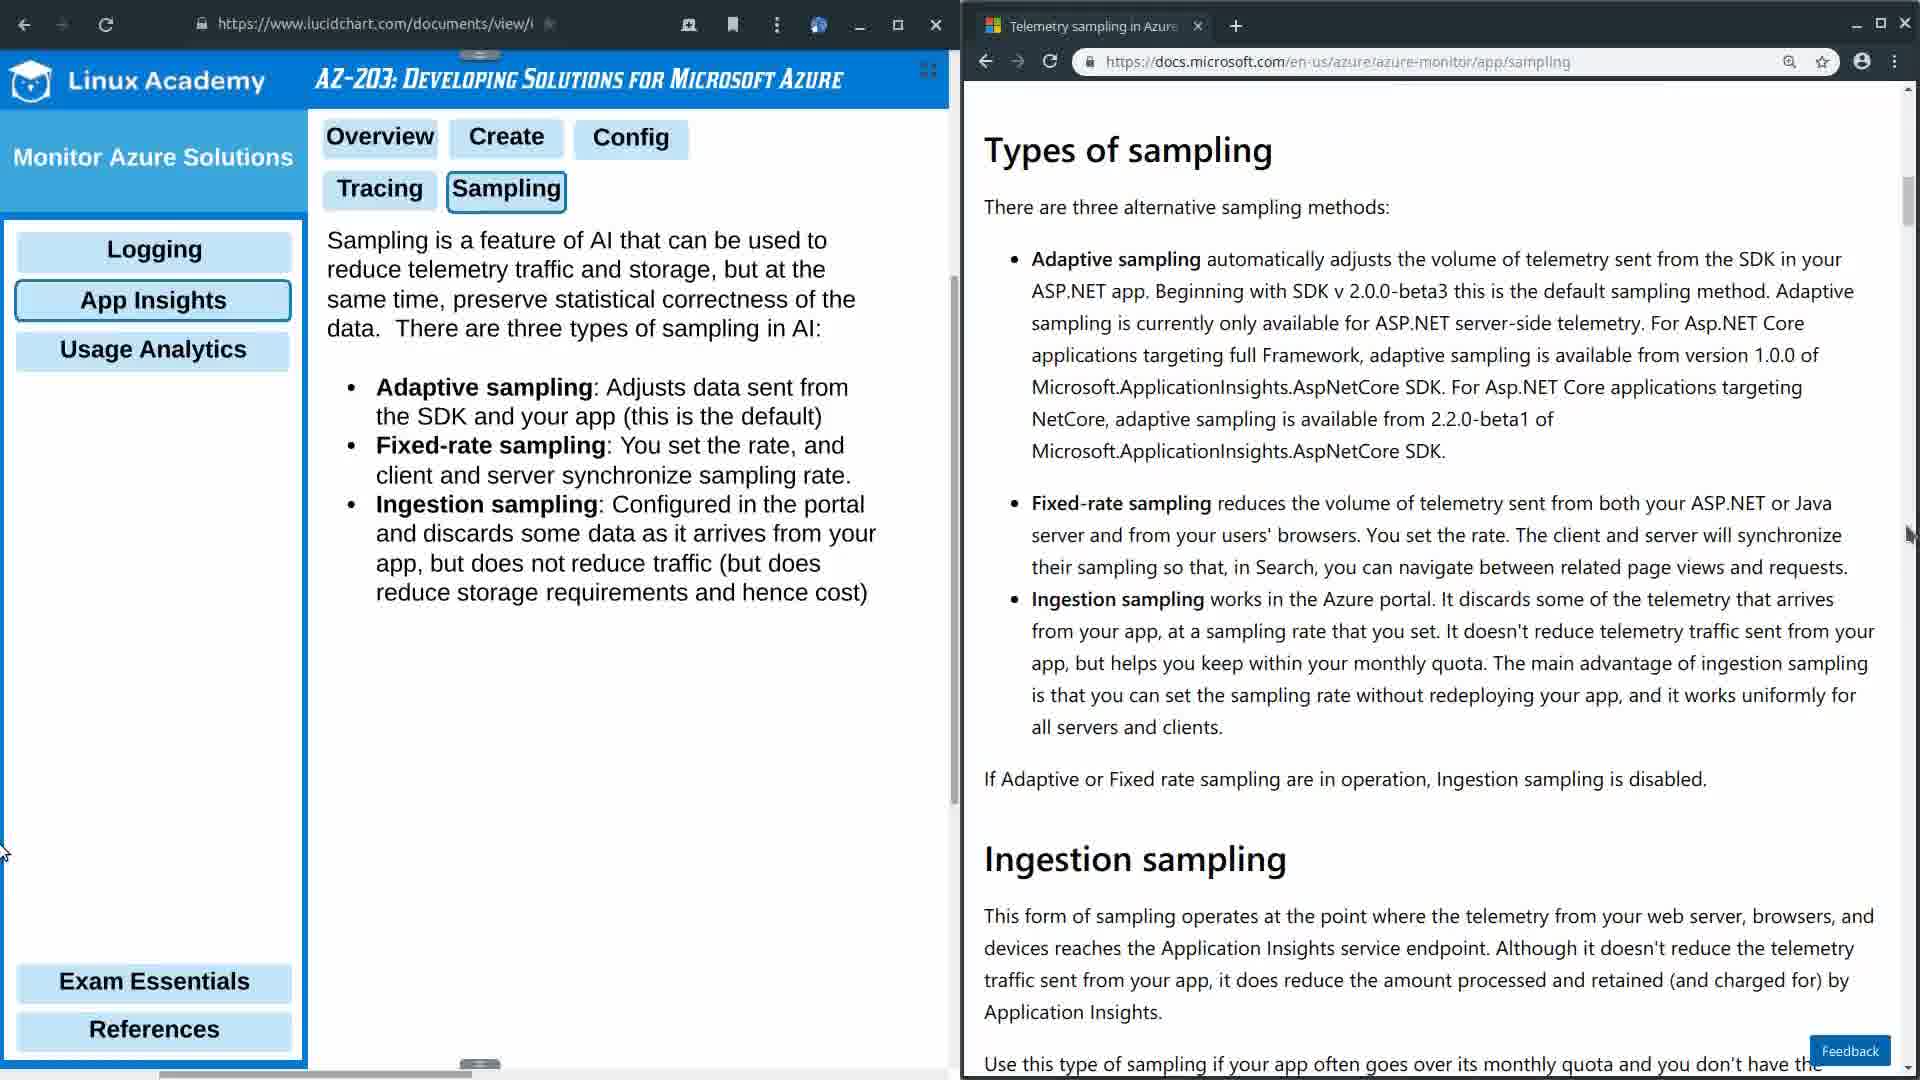 https://www.lucidchart.com/documents/view/
Linux Academy
AZ-203: Developing Solutions for Microsoft Azure
Monitor Azure Solutions
Logging
App Insights
Usage Analytics
Exam Essentials
References
Overview Create Config
Tracing Sampling
Sampling is a feature of AI that can be used to
reduce telemetry traffic and storage, but at the
same time, preserve statistical correctness of the
data. There are three types of sampling in AI:
• Adaptive sampling: Adjusts data sent from
the SDK and your app (this is the default)
• Fixed-rate sampling: You set the rate, and
client and server synchronize sampling rate.
• Ingestion sampling: Configured in the portal
and discards some data as it arrives from your
app, but does not reduce traffic (but does
reduce storage requirements and hence cost)
Telemetry sampling in Azure
https://docs.microsoft.com/en-us/azure/azure-monitor/app/sampling
Types of sampling
There are three alternative sampling methods:
• Adaptive sampling automatically adjusts the volume of telemetry sent from the SDK in your
ASP.NET app. Beginning with SDK v 2.0.0-beta3 this is the default sampling method. Adaptive
sampling is currently only available for ASP.NET server-side telemetry. For Asp.NET Core
applications targeting full Framework, adaptive sampling is available from version 1.0.0 of
Microsoft.ApplicationInsights.AspNetCore SDK. For Asp.NET Core applications targeting
NetCore, adaptive sampling is available from 2.2.0-beta1 of
Microsoft.ApplicationInsights.AspNetCore SDK.
• Fixed-rate sampling reduces the volume of telemetry sent from both your ASP.NET or Java
server and from your users' browsers. You set the rate. The client and server will synchronize
their sampling so that, in Search, you can navigate between related page views and requests.
• Ingestion sampling works in the Azure portal. It discards some of the telemetry that arrives
from your app, at a sampling rate that you set. It doesn't reduce telemetry traffic sent from your
app, but helps you keep within your monthly quota. The main advantage of ingestion sampling
is that you can set the sampling rate without redeploying your app, and it works uniformly for
all servers and clients.
If Adaptive or Fixed rate sampling are in operation, Ingestion sampling is disabled.
Ingestion sampling
This form of sampling operates at the point where the telemetry from your web server, browsers, and
devices reaches the Application Insights service endpoint. Although it doesn't reduce the telemetry
traffic sent from your app, it does reduce the amount processed and retained (and charged for) by
Application Insights.
Use this type of sampling if your app often goes over its monthly quota and you don't have the
Feedback